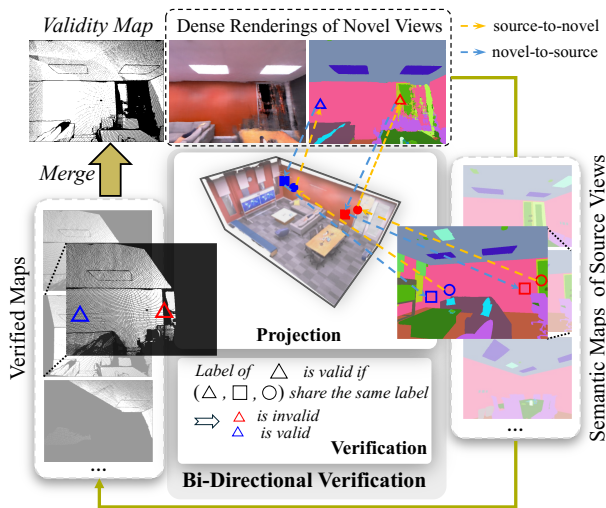 Validity Map
Dense Renderings of Novel Views
source-to-novel
novel-to-source
Merge
Verified Maps
Semantic Maps of Source Views
Projection
Label of △ is valid if
(△, □, ○) share the same label
△ is invalid
△ is valid
Verification
...
...
Bi-Directional Verification